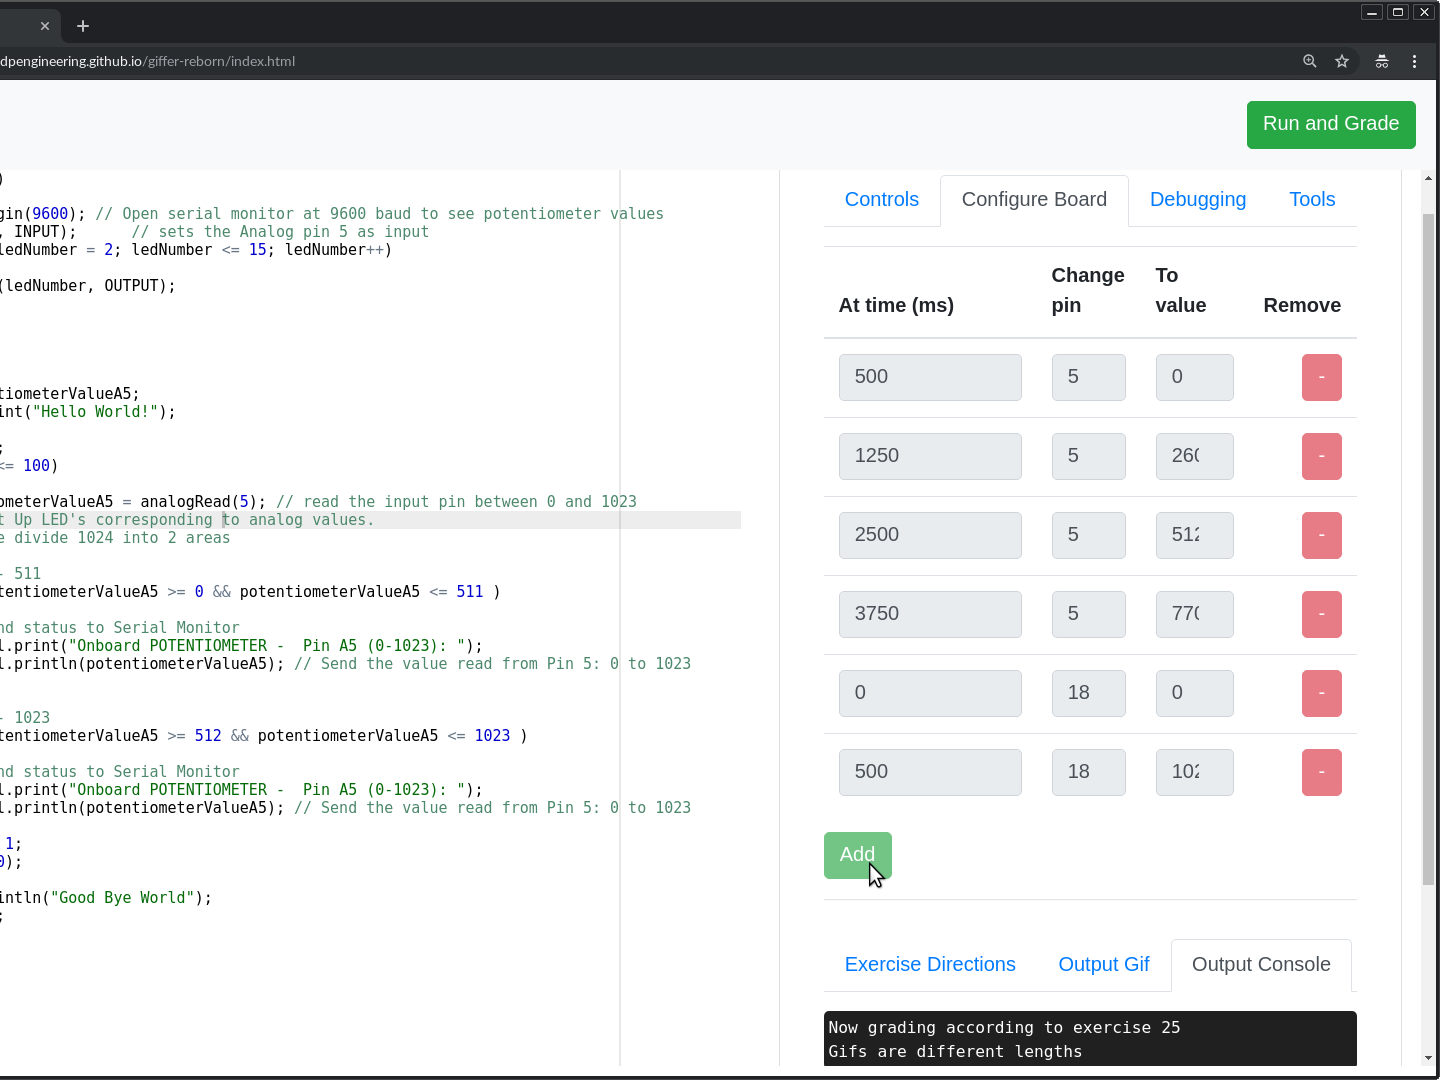 dpengineering.github.io/giffer-reborn/index.html
Run and Grade
)
gin(9600); // Open serial monitor at 9600 baud to see potentiometer values
, INPUT);      // sets the Analog pin 5 as input
ledNumber = 2; ledNumber <= 15; ledNumber++)
(ledNumber, OUTPUT);
tiometerValueA5;
int("Hello World!");
;
<= 100)
ometerValueA5 = analogRead(5); // read the input pin between 0 and 1023
t Up LED's corresponding to analog values.
e divide 1024 into 2 areas
- 511
tentiometerValueA5 >= 0 && potentiometerValueA5 <= 511 )
nd status to Serial Monitor
l.print("Onboard POTENTIOMETER -  Pin A5 (0-1023): ");
l.println(potentiometerValueA5); // Send the value read from Pin 5: 0 to 1023
- 1023
tentiometerValueA5 >= 512 && potentiometerValueA5 <= 1023 )
nd status to Serial Monitor
l.print("Onboard POTENTIOMETER -  Pin A5 (0-1023): ");
l.println(potentiometerValueA5); // Send the value read from Pin 5: 0 to 1023
1;
0);
intln("Good Bye World");
;
Controls Configure Board Debugging Tools
At time (ms) Change pin To value Remove
500 5 0 -
1250 5 260 -
2500 5 512 -
3750 5 770 -
0 18 0 -
500 18 102 -
Add
Exercise Directions Output Gif Output Console
Now grading according to exercise 25
Gifs are different lengths